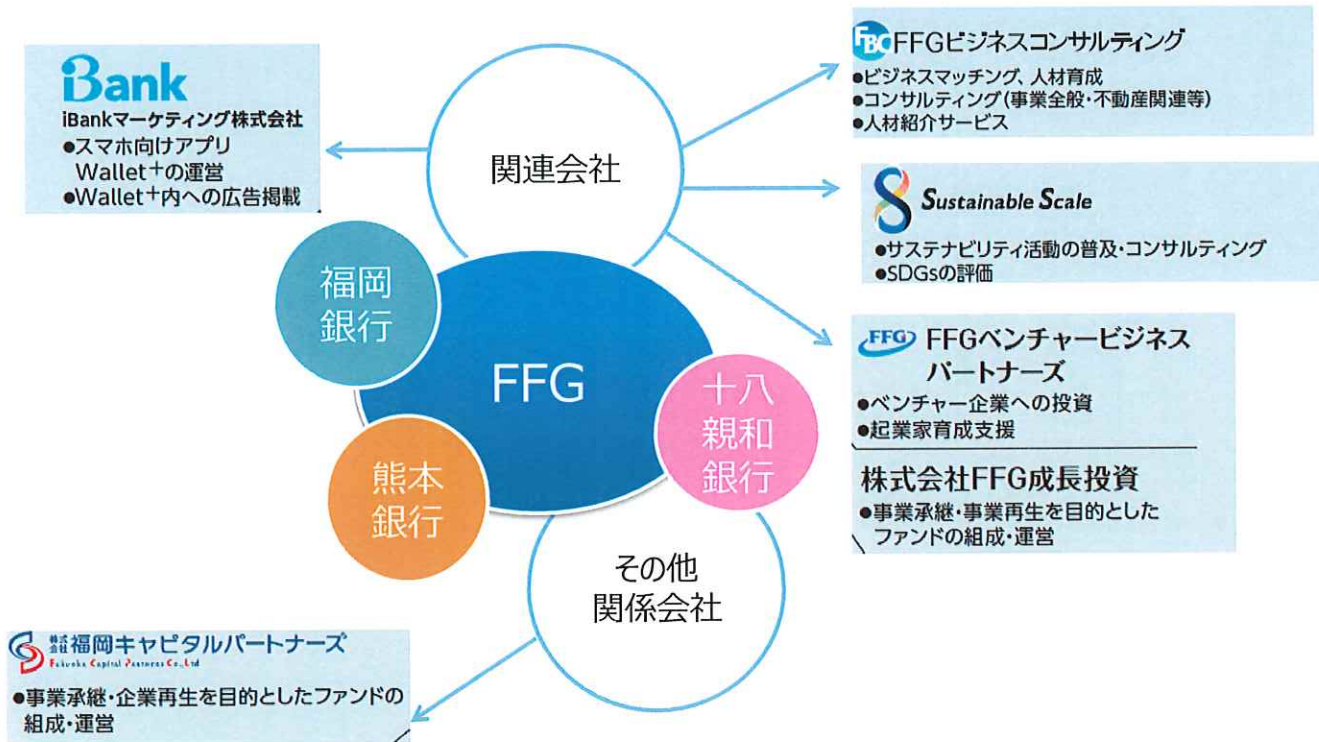 iBank
iBankマーケティング株式会社
●スマホ向けアプリ
Wallet+の運営
●Wallet+内への広告掲載
関連会社
FBC FFGビジネスコンサルティング
●ビジネスマッチング、人材育成
●コンサルティング(事業全般・不動産関連等)
●人材紹介サービス
Sustainable Scale
●サステナビリティ活動の普及・コンサルティング
●SDGsの評価
福岡
銀行
FFG
十八
親和
銀行
熊本
銀行
FFG FFGベンチャービジネス
パートナーズ
●ベンチャー企業への投資
●起業家育成支援
株式会社FFG成長投資
●事業承継・事業再生を目的とした
ファンドの組成・運営
その他
関係会社
株式会社福岡キャピタルパートナーズ
Fukuoka Capital Partners Co.,Ltd
●事業承継・企業再生を目的としたファンドの
組成・運営